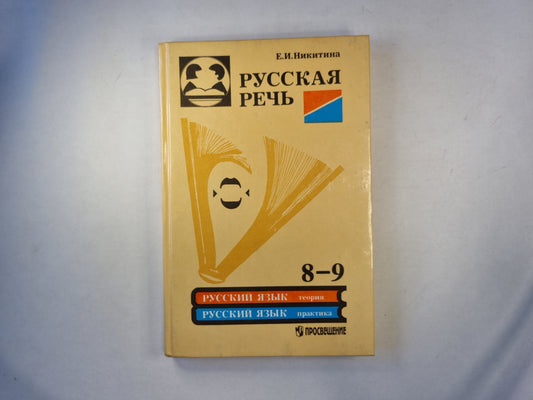 Е.И.Никитина
РУССКАЯ
РЕЧЬ
8–9
РУССКИЙ ЯЗЫК теория
РУССКИЙ ЯЗЫК практика
ПРОСВЕЩЕНИЕ